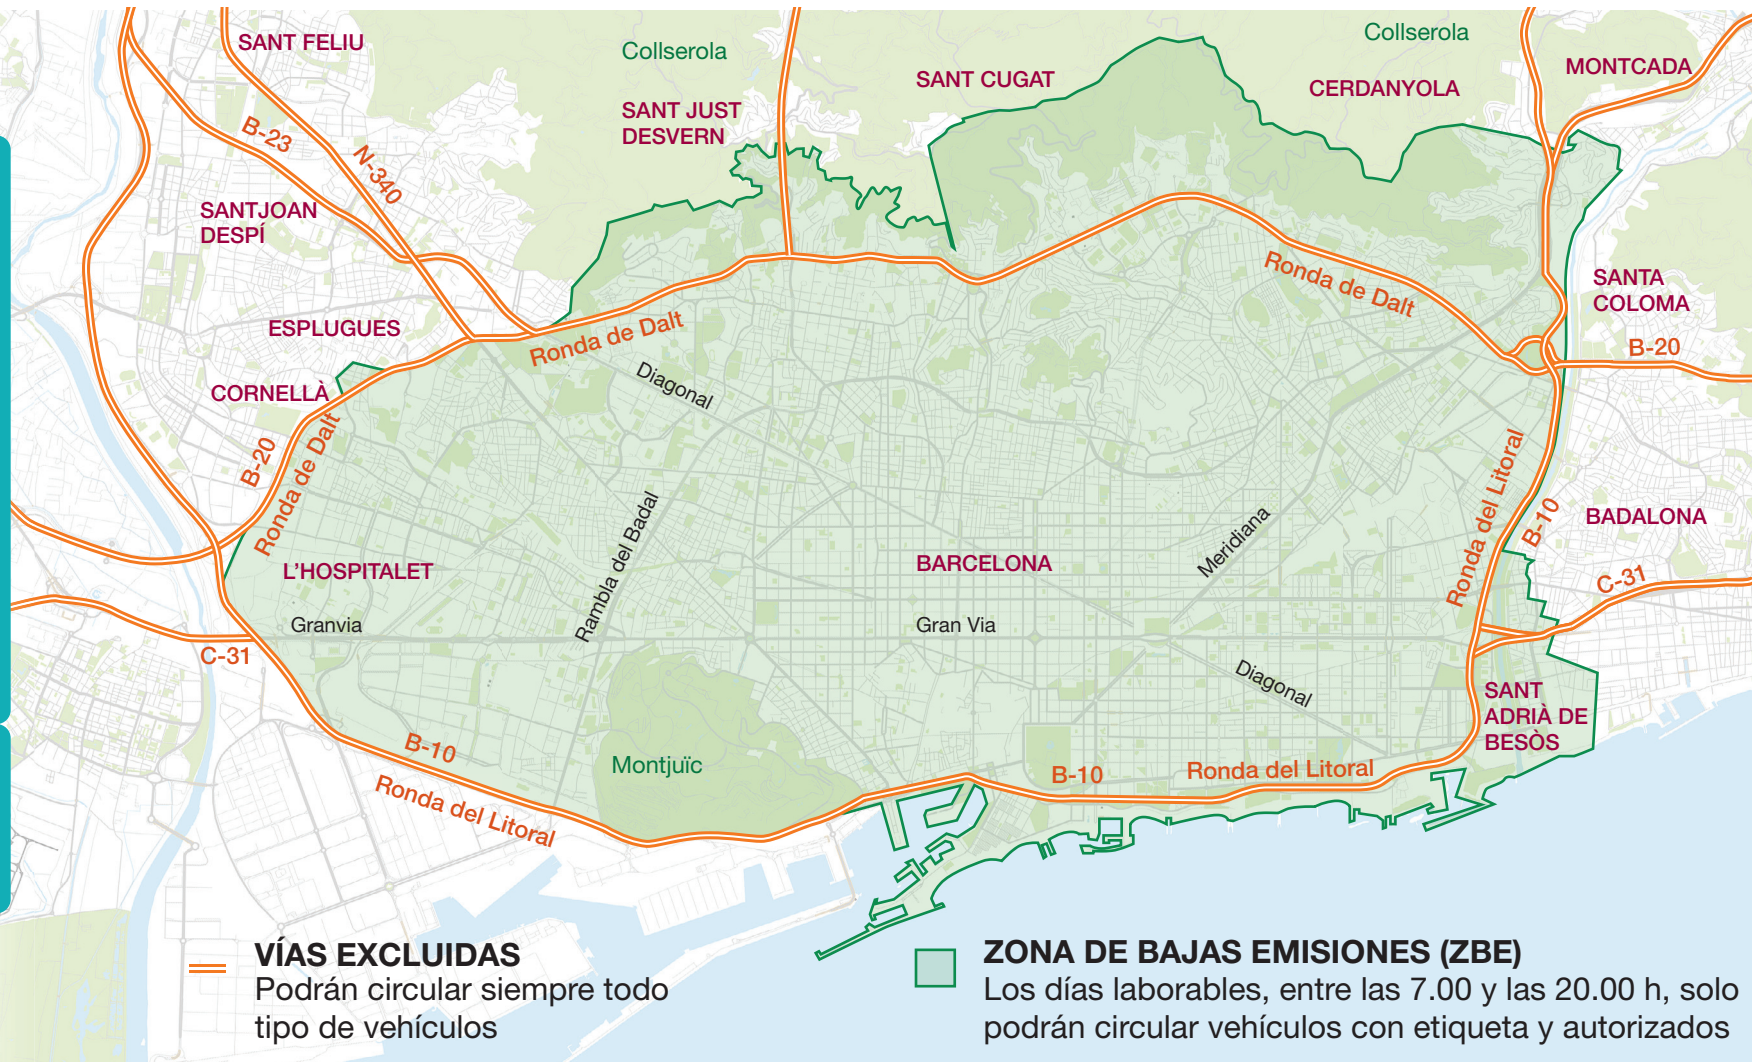 SANT FELIU
Collserola
Collserola
SANT CUGAT
CERDANYOLA
MONTCADA
SANT JUST
DESVERN
B-23
N-340
SANTJOAN
DESPÍ
Ronda de Dalt
SANTA
COLOMA
ESPLUGUES
Ronda de Dalt
B-20
Diagonal
CORNELLÀ
B-20
Ronda de Dalt
Rambla del Badal
Meridiana
Ronda del Litoral
B-10
BADALONA
L'HOSPITALET
BARCELONA
C-31
Granvia
Gran Via
C-31
Diagonal
SANT
ADRIÀ DE
BESÒS
B-10
Montjuïc
B-10
Ronda del Litoral
Ronda del Litoral
VÍAS EXCLUIDAS
Podrán circular siempre todo
tipo de vehículos
ZONA DE BAJAS EMISIONES (ZBE)
Los días laborables, entre las 7.00 y las 20.00 h, solo
podrán circular vehículos con etiqueta y autorizados